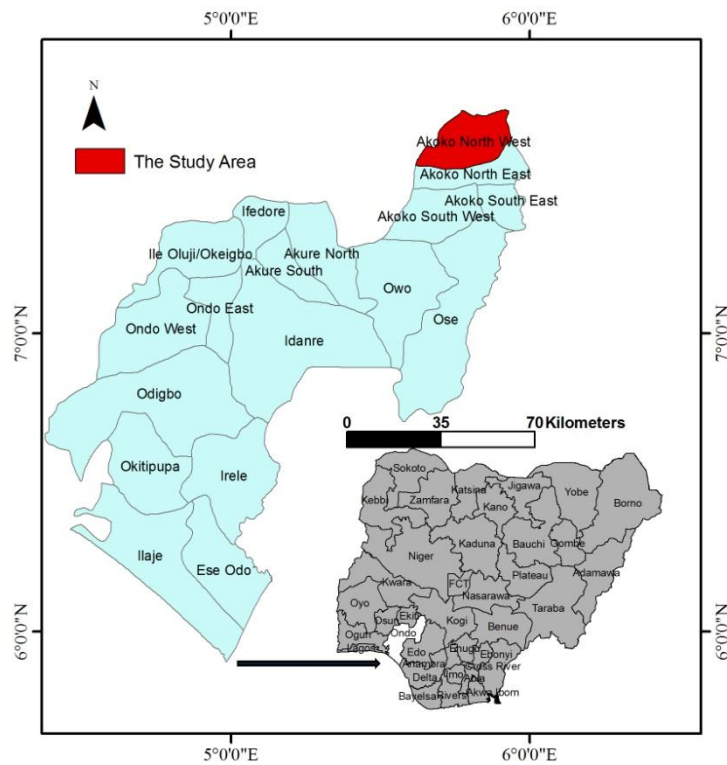 5°0'0"E 6°0'0"E
N
The Study Area
Akoko North West
Akoko North East
Akoko South East
Akoko South West
Ifedore
Ile Oluji/Okeigbo
Akure North
Akure South
Owo
Ondo East
Ose
Ondo West
Idanre
7°0'0"N 7°0'0"N
Odigbo
0 35 70 Kilometers
Okitipupa
Irele
Ilaje
Ese Odo
Sokoto
Kebbi
Zamfara
Katsina
Kano
Jigawa
Yobe
Borno
Kaduna
Bauchi
Gombe
Niger
Adamawa
Plateau
FCT
Kwara
Nasarawa
Taraba
Oyo
Ekiti
Osun
Kogi
Benue
Ogun
Ondo
Lagos
Edo
Enugu
Ebonyi
Anambra
Cross River
Delta
Imo
Abia
Bayelsa
Rivers
Akwa Ibom
6°0'0"N 6°0'0"N
5°0'0"E 6°0'0"E